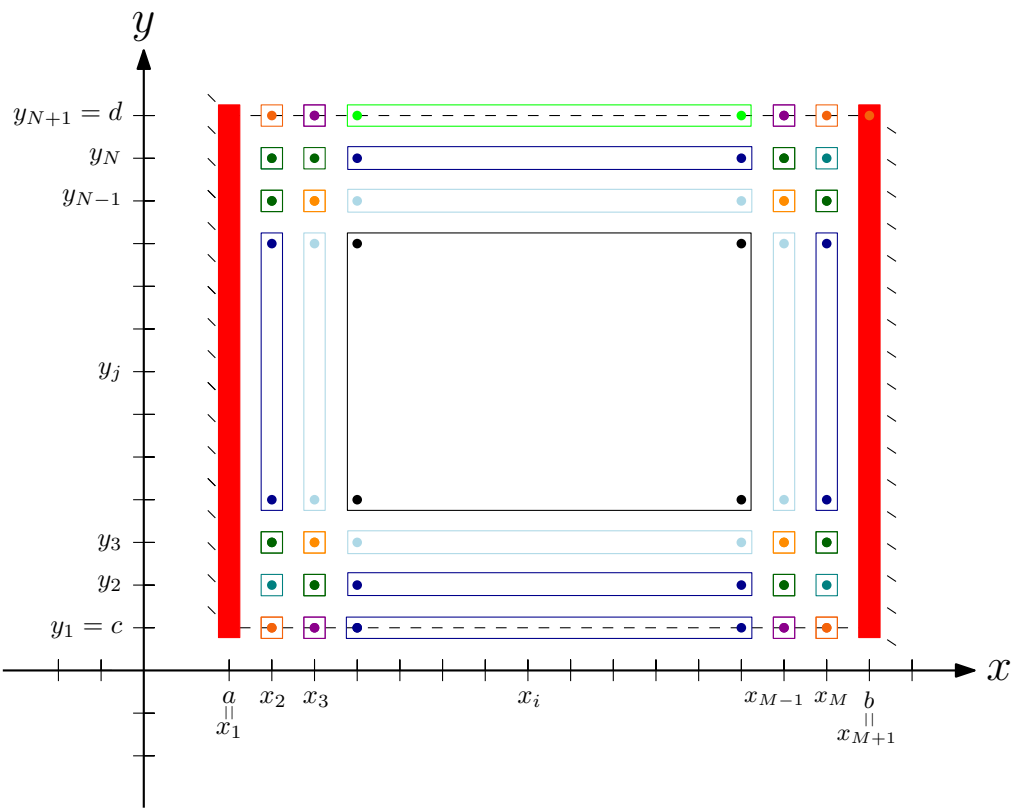 y
y_{N+1} = d
y_N
y_{N-1}
y_j
y_3
y_2
y_1 = c
x
a x_2 x_3 x_i x_{M-1} x_M b
= =
x_1 x_{M+1}